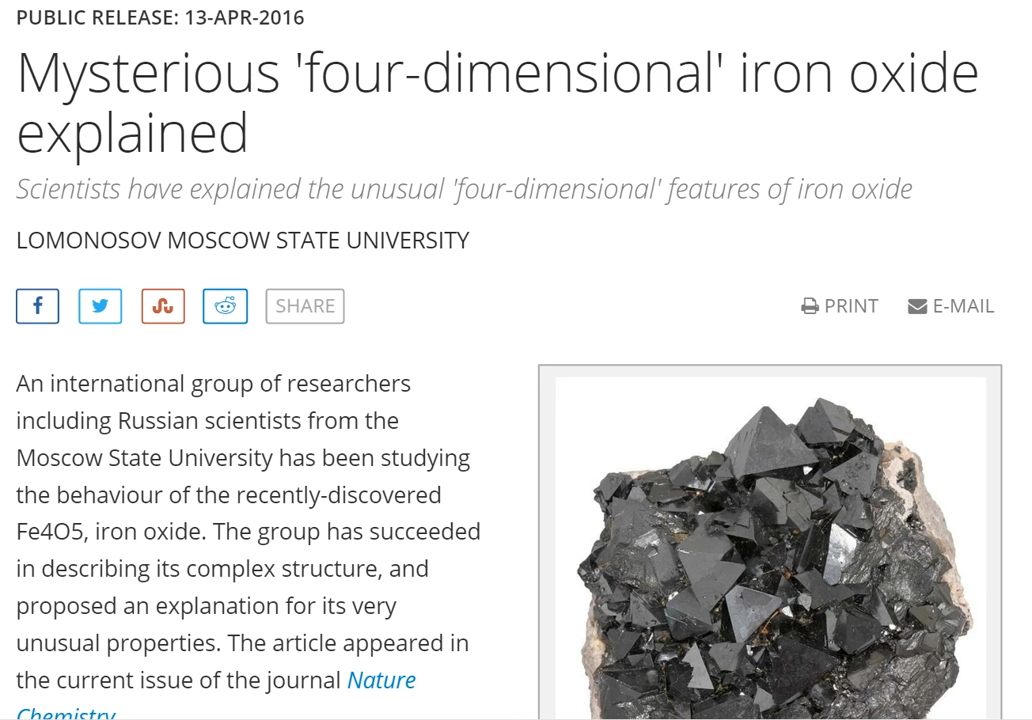 PUBLIC RELEASE: 13-APR-2016
Mysterious 'four-dimensional' iron oxide
explained
Scientists have explained the unusual 'four-dimensional' features of iron oxide
LOMONOSOV MOSCOW STATE UNIVERSITY
f
SHARE
PRINT
E-MAIL
An international group of researchers
including Russian scientists from the
Moscow State University has been studying
the behaviour of the recently-discovered
Fe4O5, iron oxide. The group has succeeded
in describing its complex structure, and
proposed an explanation for its very
unusual properties. The article appeared in
the current issue of the journal Nature
Chemistry